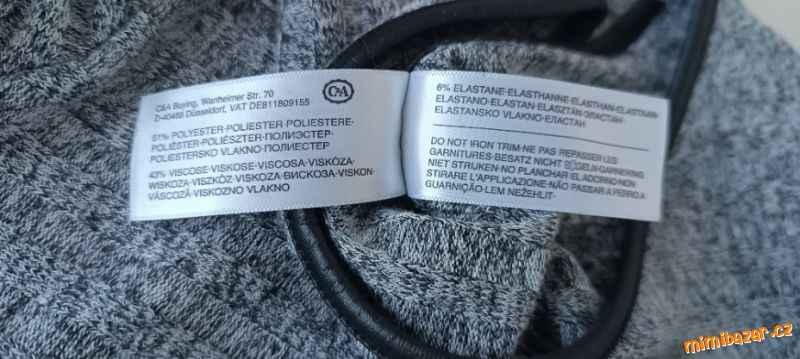 C&A Buying, Wanheimer Str. 70
D-40468 Düsseldorf, VAT DE811809155
C&A
51% POLYESTER·POLIESTER·POLIESTERE·
POLIÉSTER·POLIÉSZTER·ПОЛИЭСТЕР·
POLIESTERSKO VLAKNO·ПОЛИЕСТЕР
43% VISCOSE·VISKOSE·VISCOSA·VISKÓZA·
WISKOZA·VISZKÓZ·VISKOZA·ВИСКОЗА·VISKON·
VÂSCOZĂ·VISKOZNO VLAKNO
6% ELASTANE·ELASTHANNE·ELASTHAN·ELASTAAN·
ELASTANO·ELASTAN·ELASZTÁN·ЭЛАСТАН·
ELASTANSKO VLAKNO·ЕЛАСТАН
DO NOT IRON TRIM·NE PAS REPASSER LES
GARNITURES·BESATZ NICHT GELN·GARNERING
NIET STRIJKEN·NO PLANCHAR EL ADORNO·NON
STIRARE L'APPLICAZIONE·NÃO PASSAR A FERRO A
GUARNIÇÃO·LEM NEŽEHLIT·
mimibazar.cz